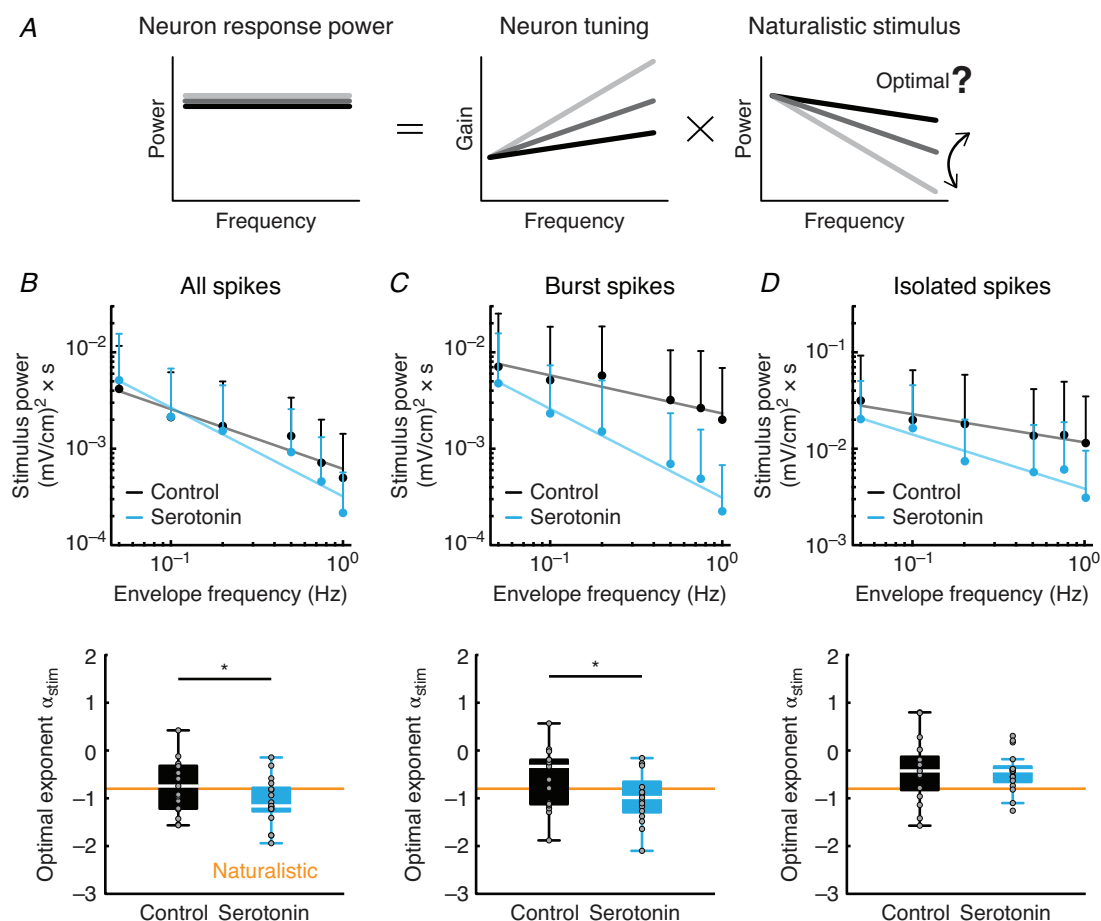 A
Neuron response power
Neuron tuning
Naturalistic stimulus
Power
Frequency
=
Gain
Frequency
×
Power
Optimal ?
Frequency
B
All spikes
Stimulus power
(mV/cm)² × s
10⁻²
10⁻³
10⁻⁴
Control
Serotonin
10⁻¹
10⁰
Envelope frequency (Hz)
C
Burst spikes
Stimulus power
(mV/cm)² × s
10⁻²
10⁻³
10⁻⁴
Control
Serotonin
10⁻¹
10⁰
Envelope frequency (Hz)
D
Isolated spikes
Stimulus power
(mV/cm)² × s
10⁻¹
10⁻²
10⁻³
Control
Serotonin
10⁻¹
10⁰
Envelope frequency (Hz)
Optimal exponent αstim
2
1
0
−1
−2
−3
*
Naturalistic
Control Serotonin
Optimal exponent αstim
2
1
0
−1
−2
−3
*
Control Serotonin
Optimal exponent αstim
2
1
0
−1
−2
−3
Control Serotonin